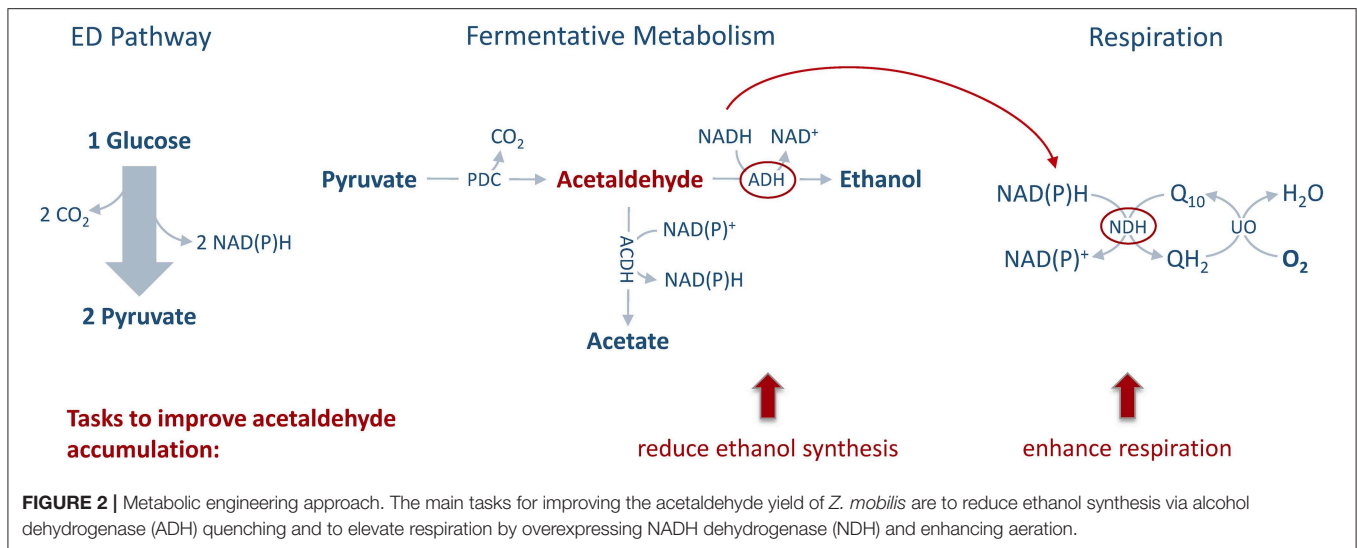 ED Pathway
Fermentative Metabolism
Respiration
1 Glucose
2 CO₂
2 NAD(P)H
2 Pyruvate
Pyruvate
PDC
CO₂
Acetaldehyde
NADH
NAD⁺
ADH
Ethanol
ACDH
NAD(P)⁺
NAD(P)H
Acetate
NAD(P)H
Q₁₀
H₂O
NDH
UO
NAD(P)⁺
QH₂
O₂
Tasks to improve acetaldehyde
accumulation:
reduce ethanol synthesis
enhance respiration
FIGURE 2 | Metabolic engineering approach. The main tasks for improving the acetaldehyde yield of Z. mobilis are to reduce ethanol synthesis via alcohol
dehydrogenase (ADH) quenching and to elevate respiration by overexpressing NADH dehydrogenase (NDH) and enhancing aeration.